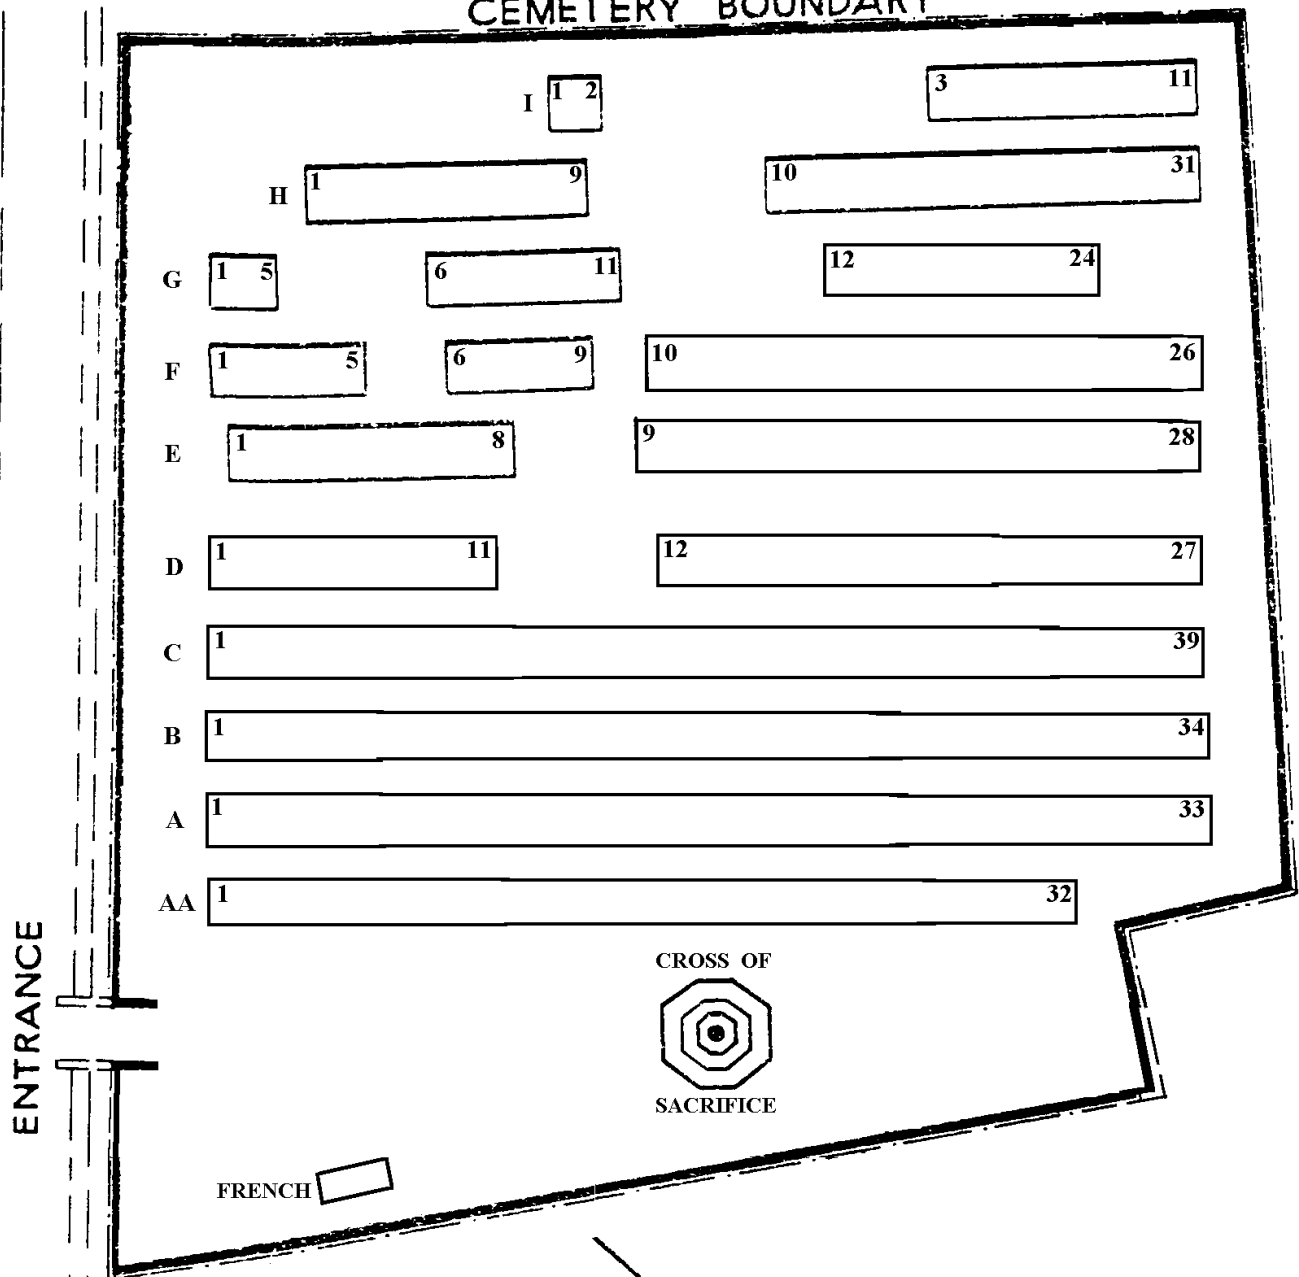 CEMETERY BOUNDARY
I 1 2 3 11
H 1 9 10 31
G 1 5 6 11 12 24
F 1 5 6 9 10 26
E 1 8 9 28
D 1 11 12 27
C 1 39
B 1 34
A 1 33
AA 1 32
ENTRANCE
CROSS OF
SACRIFICE
FRENCH